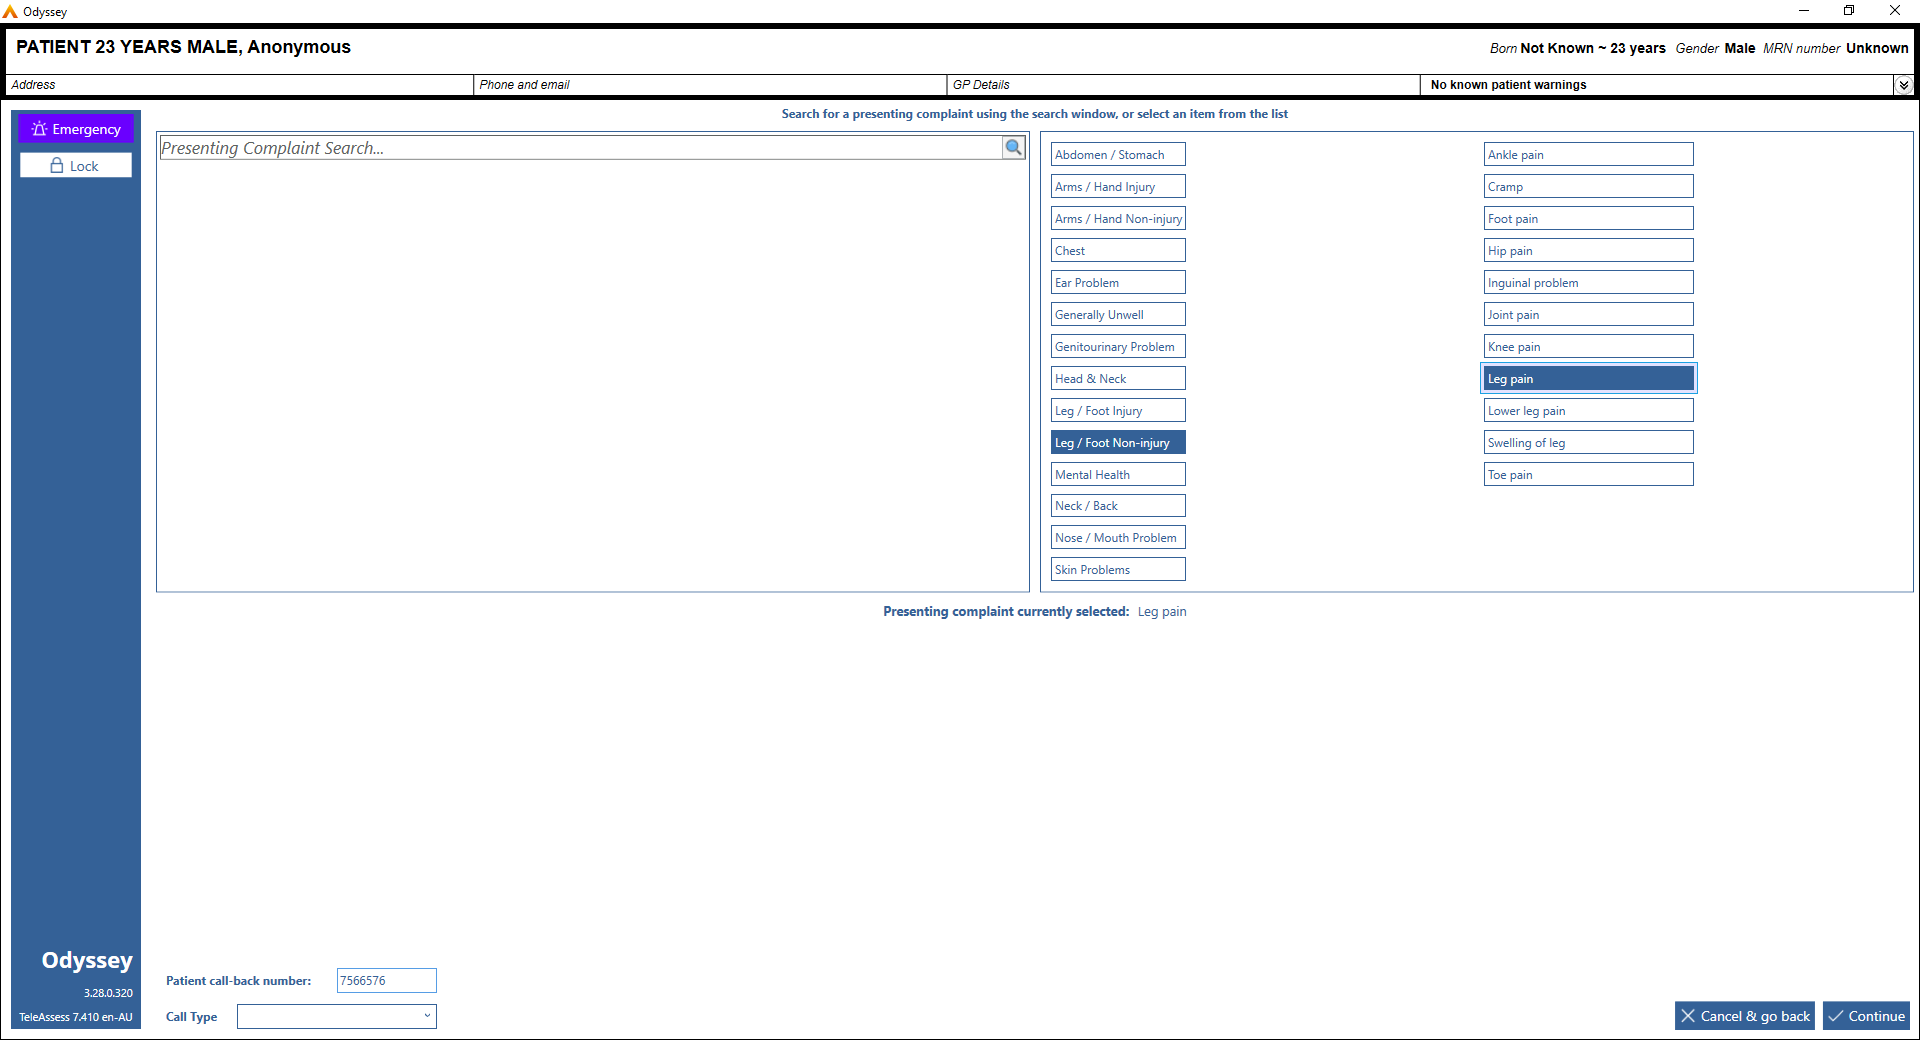 Odyssey
PATIENT 23 YEARS MALE, Anonymous
Born Not Known ~ 23 years Gender Male MRN number Unknown
Address
Phone and email
GP Details
No known patient warnings
Emergency
Lock
Search for a presenting complaint using the search window, or select an item from the list
Presenting Complaint Search...
Abdomen / Stomach
Arms / Hand Injury
Arms / Hand Non-injury
Chest
Ear Problem
Generally Unwell
Genitourinary Problem
Head & Neck
Leg / Foot Injury
Leg / Foot Non-injury
Mental Health
Neck / Back
Nose / Mouth Problem
Skin Problems
Ankle pain
Cramp
Foot pain
Hip pain
Inguinal problem
Joint pain
Knee pain
Leg pain
Lower leg pain
Swelling of leg
Toe pain
Presenting complaint currently selected: Leg pain
Odyssey
3.28.0.320
TeleAssess 7.410 en-AU
Patient call-back number: 7566576
Call Type
Cancel & go back
Continue